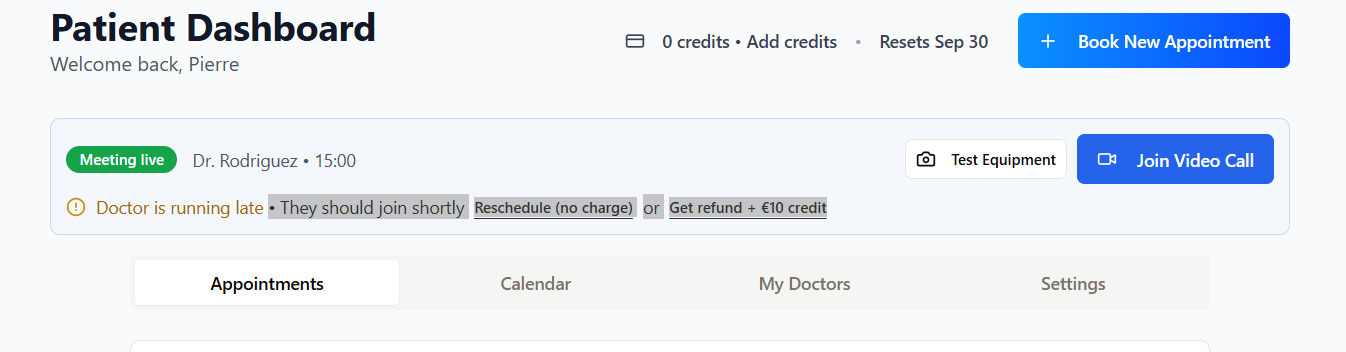 Patient Dashboard
Welcome back, Pierre
0 credits • Add credits • Resets Sep 30
Book New Appointment
Meeting live Dr. Rodriguez • 15:00
Test Equipment
Join Video Call
Doctor is running late • They should join shortly Reschedule (no charge) or Get refund + €10 credit
Appointments Calendar My Doctors Settings